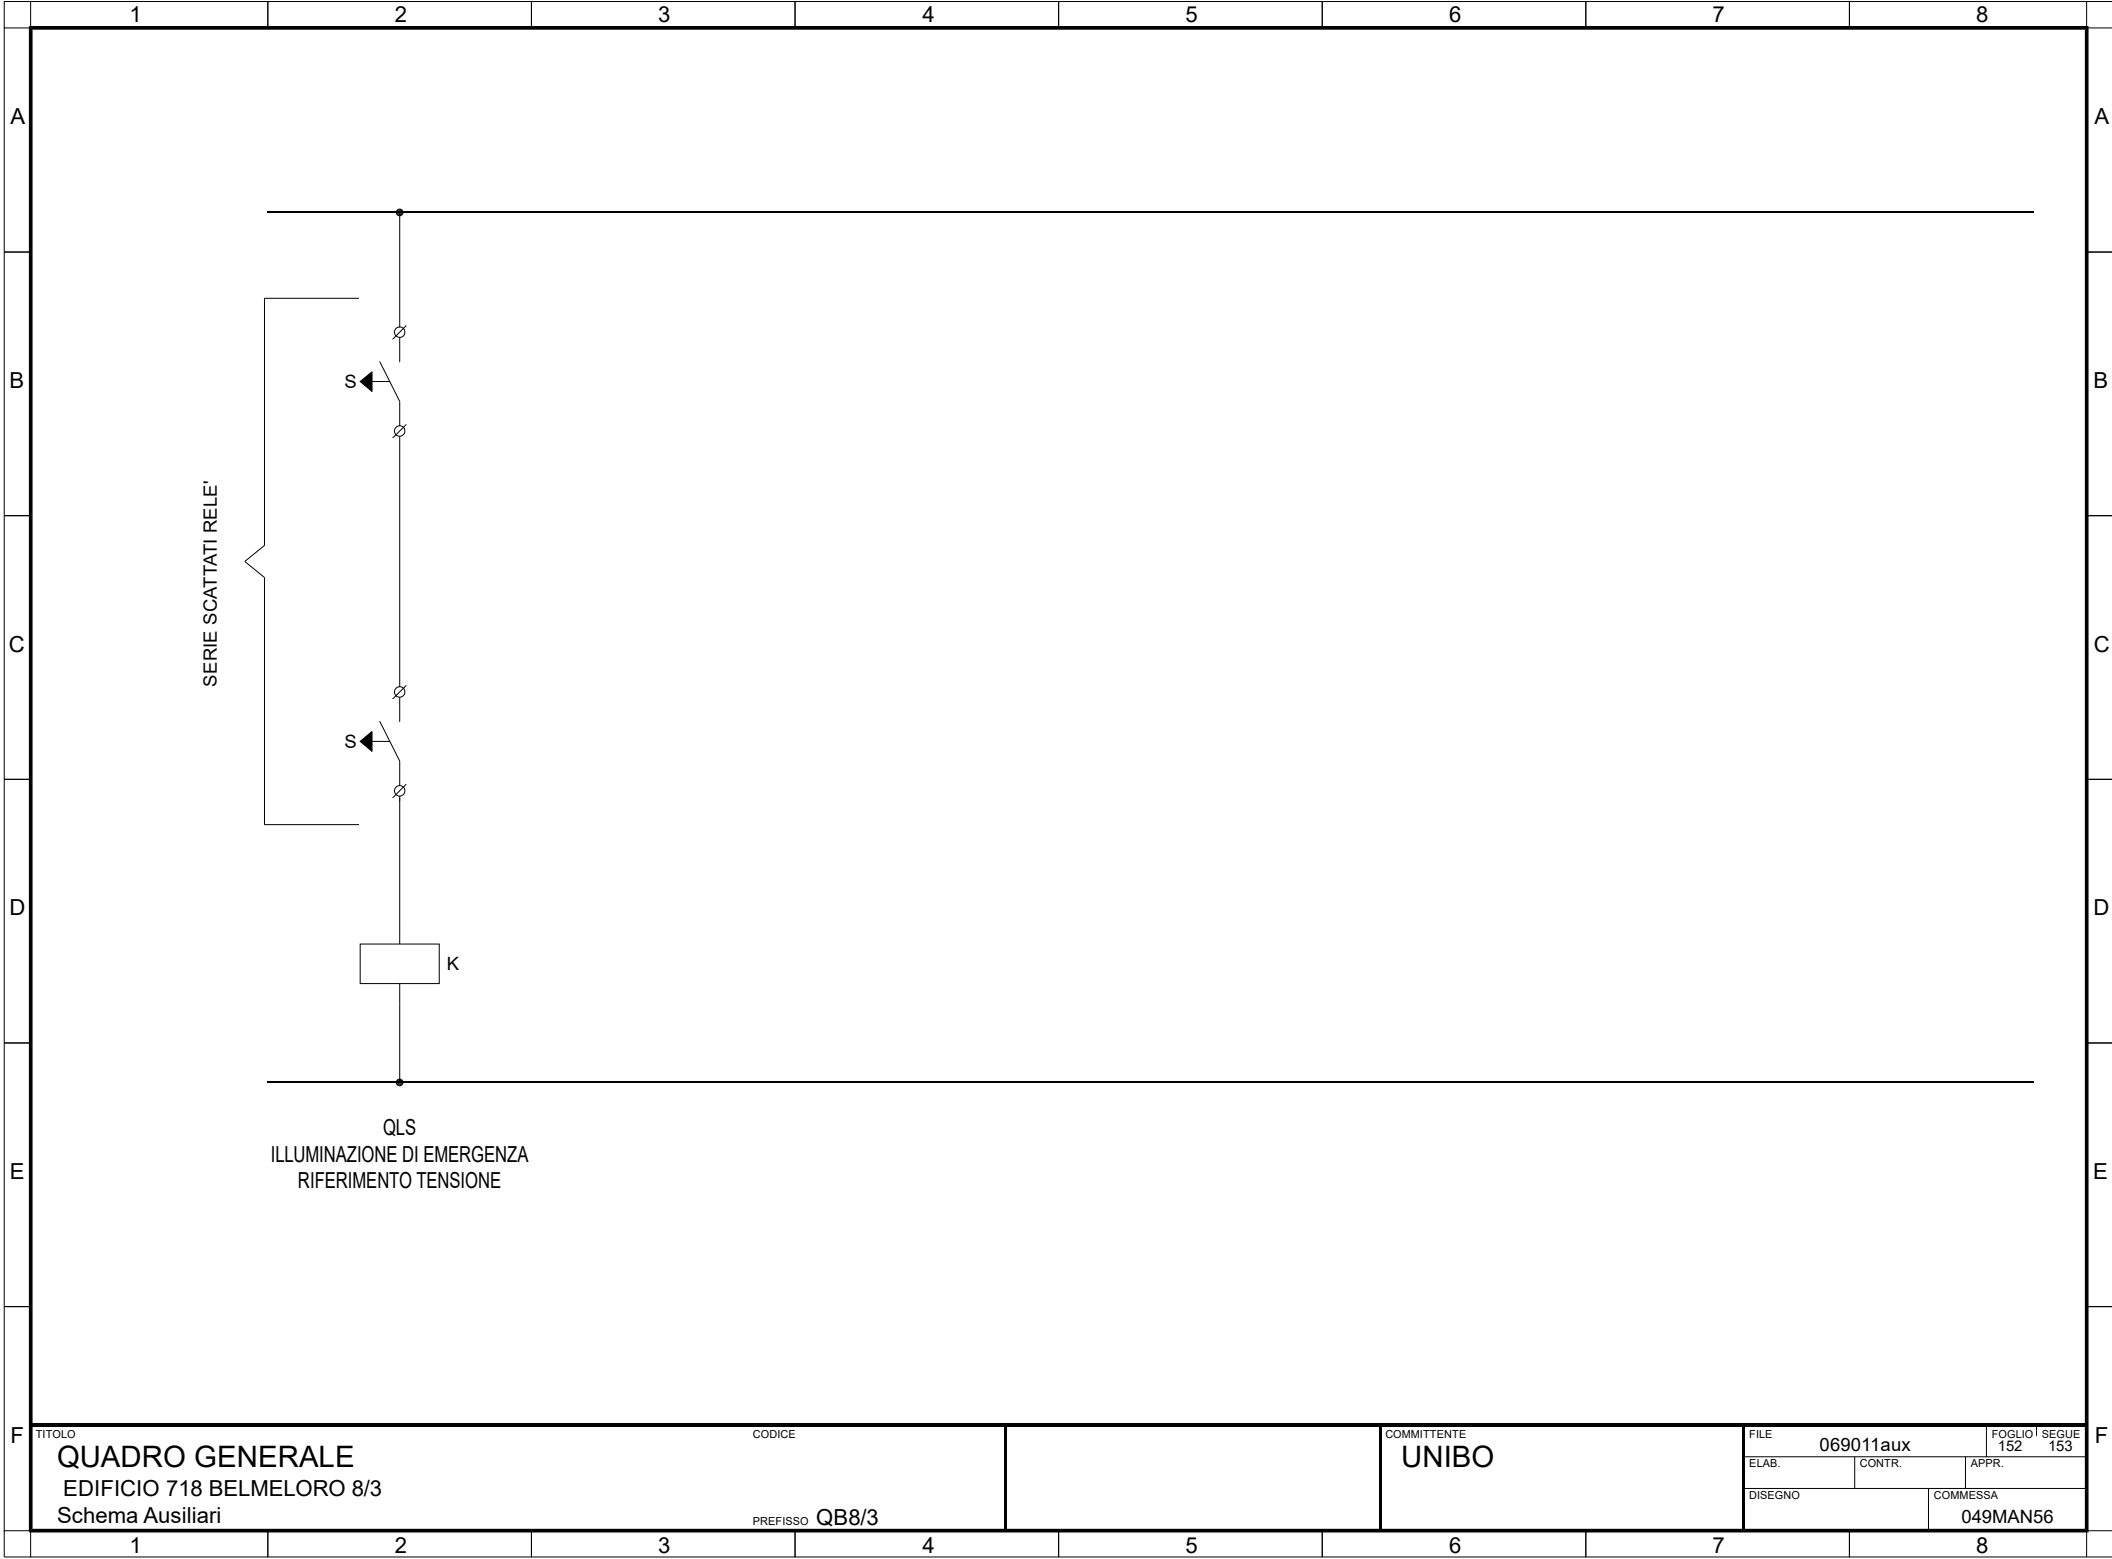 1 2 3 4 5 6 7 8
A A
B B
S
SERIE SCATTATI RELE'
C C
S
D D
K
QLS
ILLUMINAZIONE DI EMERGENZA
RIFERIMENTO TENSIONE
E E
F F
TITOLO
QUADRO GENERALE
EDIFICIO 718 BELMELORO 8/3
Schema Ausiliari
CODICE
PREFISSO QB8/3
COMMITTENTE
UNIBO
FILE 069011aux
FOGLIO 152
SEGUE 153
ELAB. CONTR. APPR.
DISEGNO
COMMESSA
049MAN56
1 2 3 4 5 6 7 8